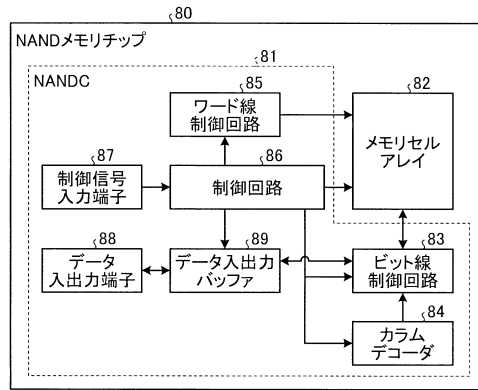 80
NANDメモリチップ
81
NANDC
85
ワード線
制御回路
82
メモリセル
アレイ
87
制御信号
入力端子
86
制御回路
88
データ
入出力端子
89
データ入出力
バッファ
83
ビット線
制御回路
84
カラム
デコーダ